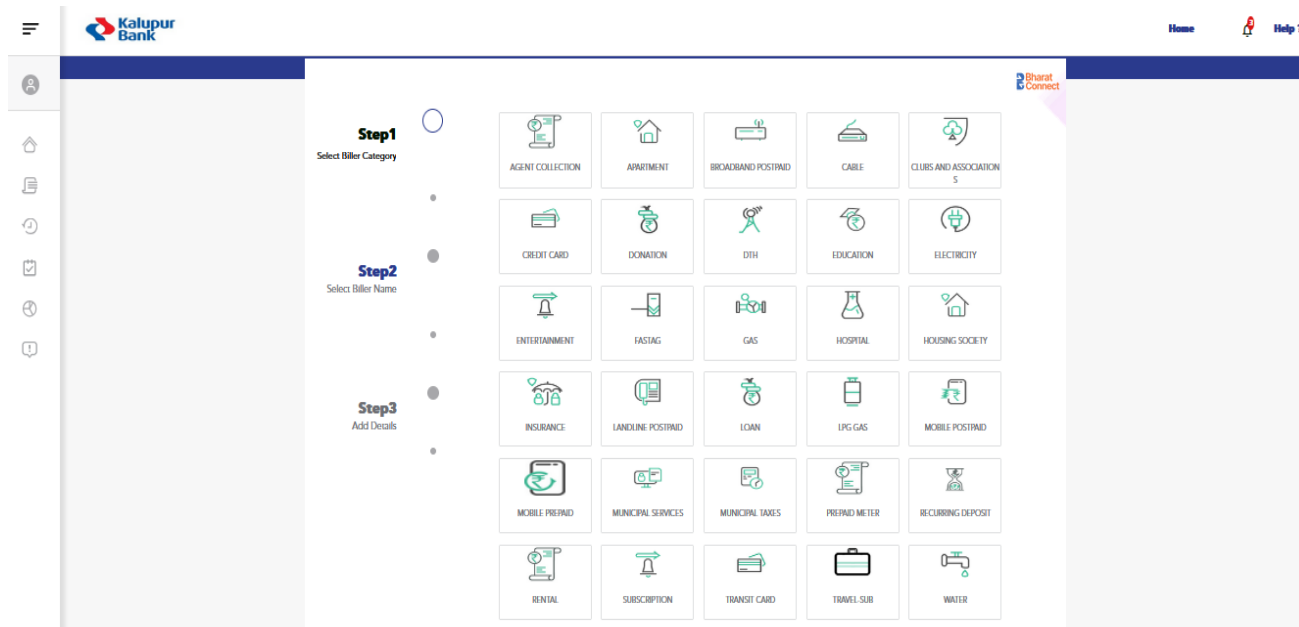 Kalupur
Bank
Home
3
Help ?
Bharat
Connect
Step1
Select Biller Category
Step2
Select Biller Name
Step3
Add Details
AGENT COLLECTION
APARTMENT
BROADBAND POSTPAID
CABLE
CLUBS AND ASSOCIATION
S
CREDIT CARD
DONATION
DTH
EDUCATION
ELECTRICITY
ENTERTAINMENT
FASTAG
GAS
HOSPITAL
HOUSING SOCIETY
INSURANCE
LANDLINE POSTPAID
LOAN
LPG GAS
MOBILE POSTPAID
MOBILE PREPAID
MUNICIPAL SERVICES
MUNICIPAL TAXES
PREPAID METER
RECURRING DEPOSIT
RENTAL
SUBSCRIPTION
TRANSIT CARD
TRAVEL-SUB
WATER